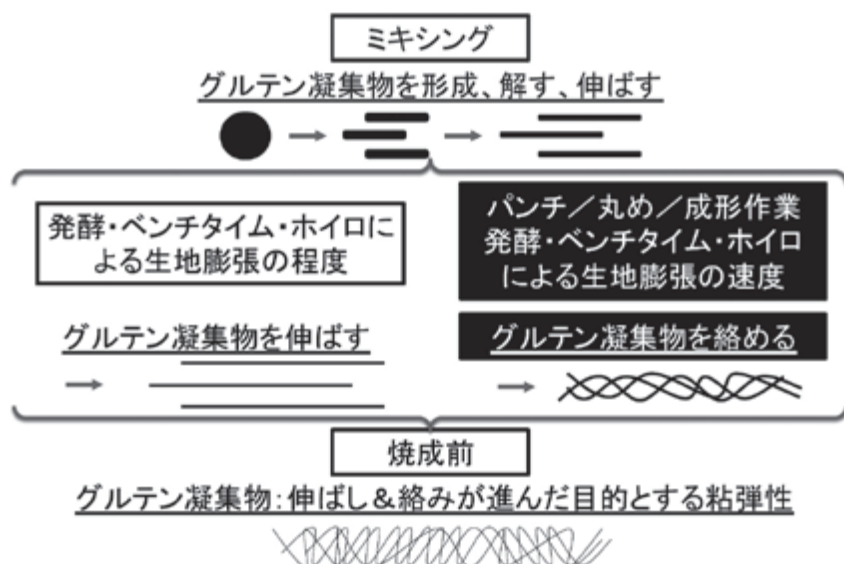 ミキシング
グルテン凝集物を形成、解す、伸ばす
発酵・ベンチタイム・ホイロに
よる生地膨張の程度
パンチ／丸め／成形作業
発酵・ベンチタイム・ホイロ
による生地膨張の速度
グルテン凝集物を伸ばす
グルテン凝集物を絡める
焼成前
グルテン凝集物：伸ばし＆絡みが進んだ目的とする粘弾性